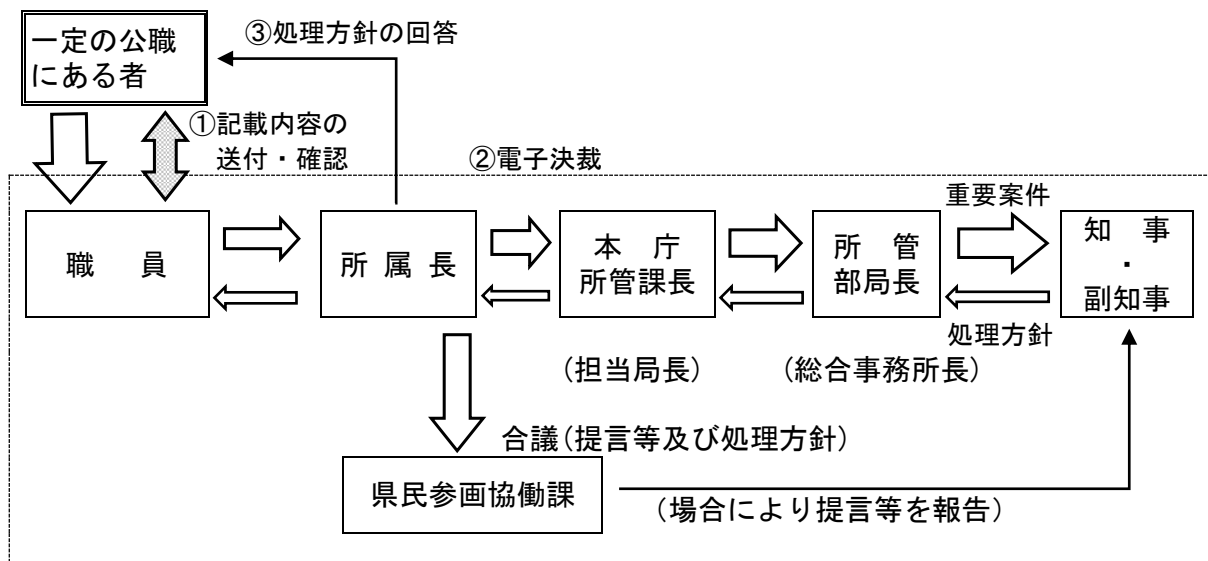 一定の公職
にある者
③処理方針の回答
①記載内容の
送付・確認
②電子決裁
職　員
所 属 長
本　庁
所管課長
所　管
部局長
重要案件
知　事
・
副知事
処理方針
（担当局長）
（総合事務所長）
合議（提言等及び処理方針）
県民参画協働課
（場合により提言等を報告）